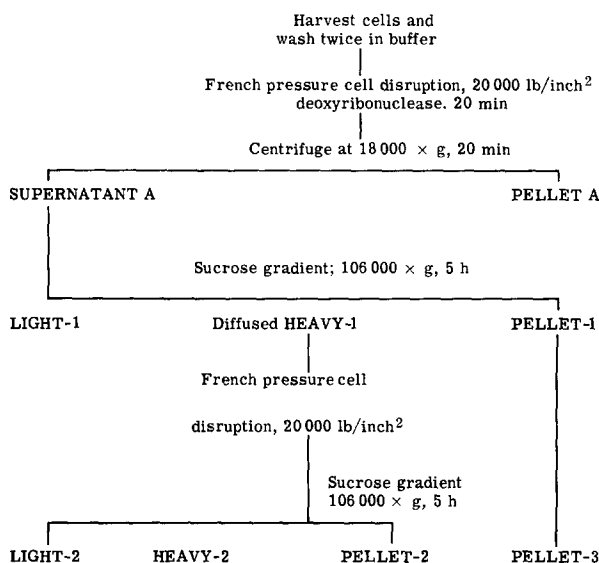 Harvest cells and
wash twice in buffer
French pressure cell disruption, 20 000 lb/inch²
deoxyribonuclease. 20 min
Centrifuge at 18 000 × g, 20 min
SUPERNATANT A
PELLET A
Sucrose gradient; 106 000 × g, 5 h
LIGHT-1
Diffused HEAVY-1
PELLET-1
French pressure cell
disruption, 20 000 lb/inch²
Sucrose gradient
106 000 × g, 5 h
LIGHT-2
HEAVY-2
PELLET-2
PELLET-3